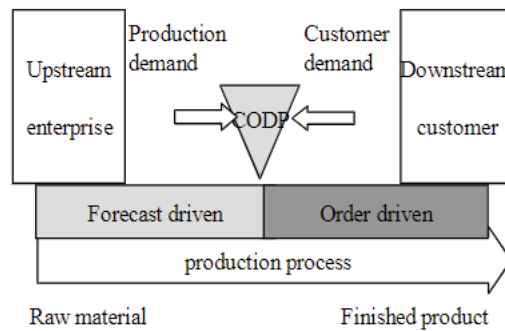 Upstream
enterprise
Production
demand
CODP
Customer
demand
Downstream
customer
Forecast driven
Order driven
production process
Raw material
Finished product